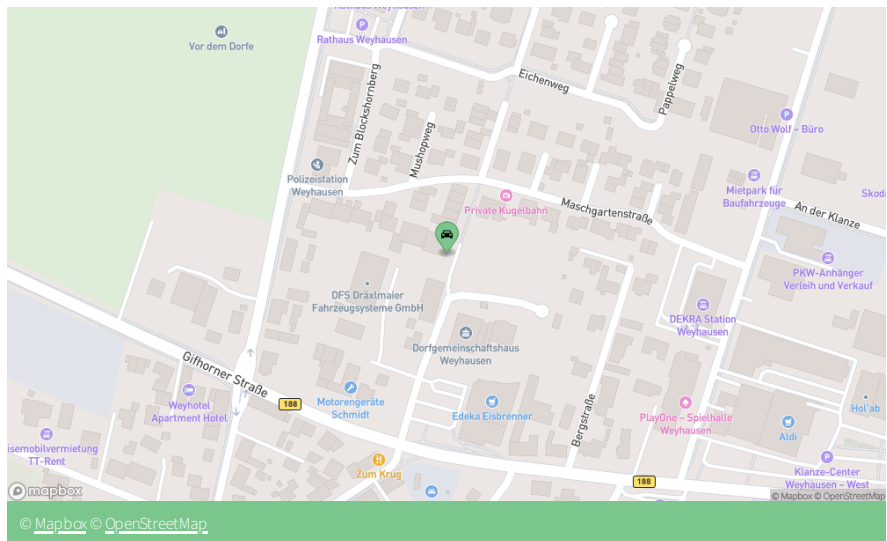 Rathaus Weyhausen
Rathaus Weyhausen
Vor dem Dorfe
Eichenweg
Pappelweg
Zum Blockshornberg
Mushopweg
Otto Wolf – Büro
Polizeistation
Weyhausen
Mietpark für
Baufahrzeuge
Skoda
Private Kugelbahn
Maschgartenstraße
An der Klanze
PKW-Anhänger
Verleih und Verkauf
DFS Dräxlmaier
Fahrzeugsysteme GmbH
DEKRA Station
Weyhausen
Dorfgemeinschaftshaus
Weyhausen
Gifhorner Straße
188
Weyhotel
Apartment Hotel
Motorengeräte
Schmidt
Edeka Eisbrenner
Bergstraße
PlayOne – Spielhalle
Weyhausen
Hol'ab
Aldi
isemobilvermietung
TT-Rent
Zum Krug
188
Klanze-Center
Weyhausen – West
mapbox
© Mapbox © OpenStreetMap
© Mapbox © OpenStreetMap